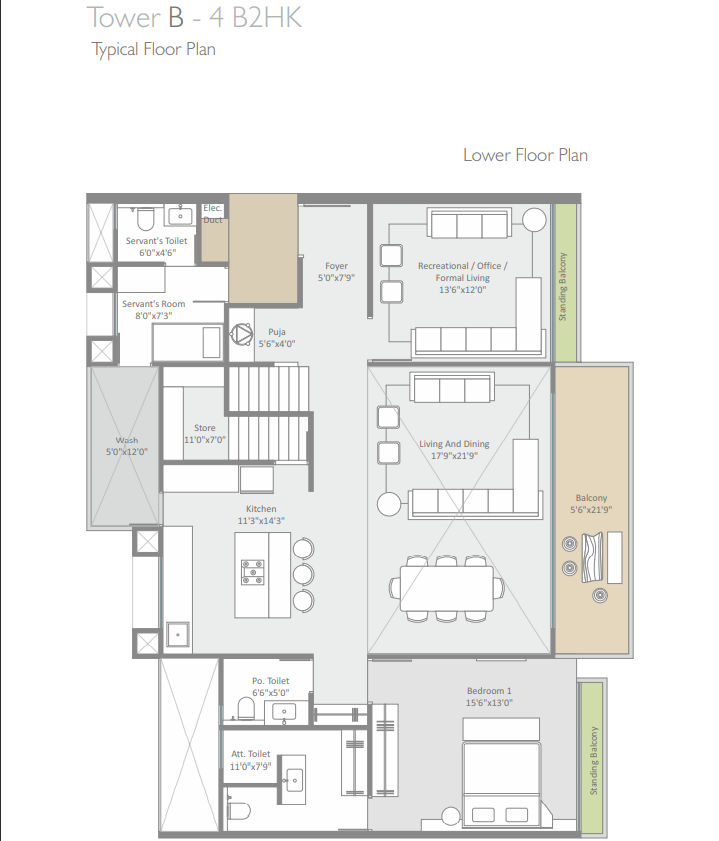 Tower B - 4 B2HK
Typical Floor Plan
Lower Floor Plan
Elec.
Duct
Servant's Toilet
6'0"x4'6"
Foyer
5'0"x7'9"
Recreational / Office /
Formal Living
13'6"x12'0"
Standing Balcony
Servant's Room
8'0"x7'3"
Puja
5'6"x4'0"
Store
11'0"x7'0"
Wash
5'0"x12'0"
Living And Dining
17'9"x21'9"
Balcony
5'6"x21'9"
Kitchen
11'3"x14'3"
Po. Toilet
6'6"x5'0"
Bedroom 1
15'6"x13'0"
Standing Balcony
Att. Toilet
11'0"x7'9"